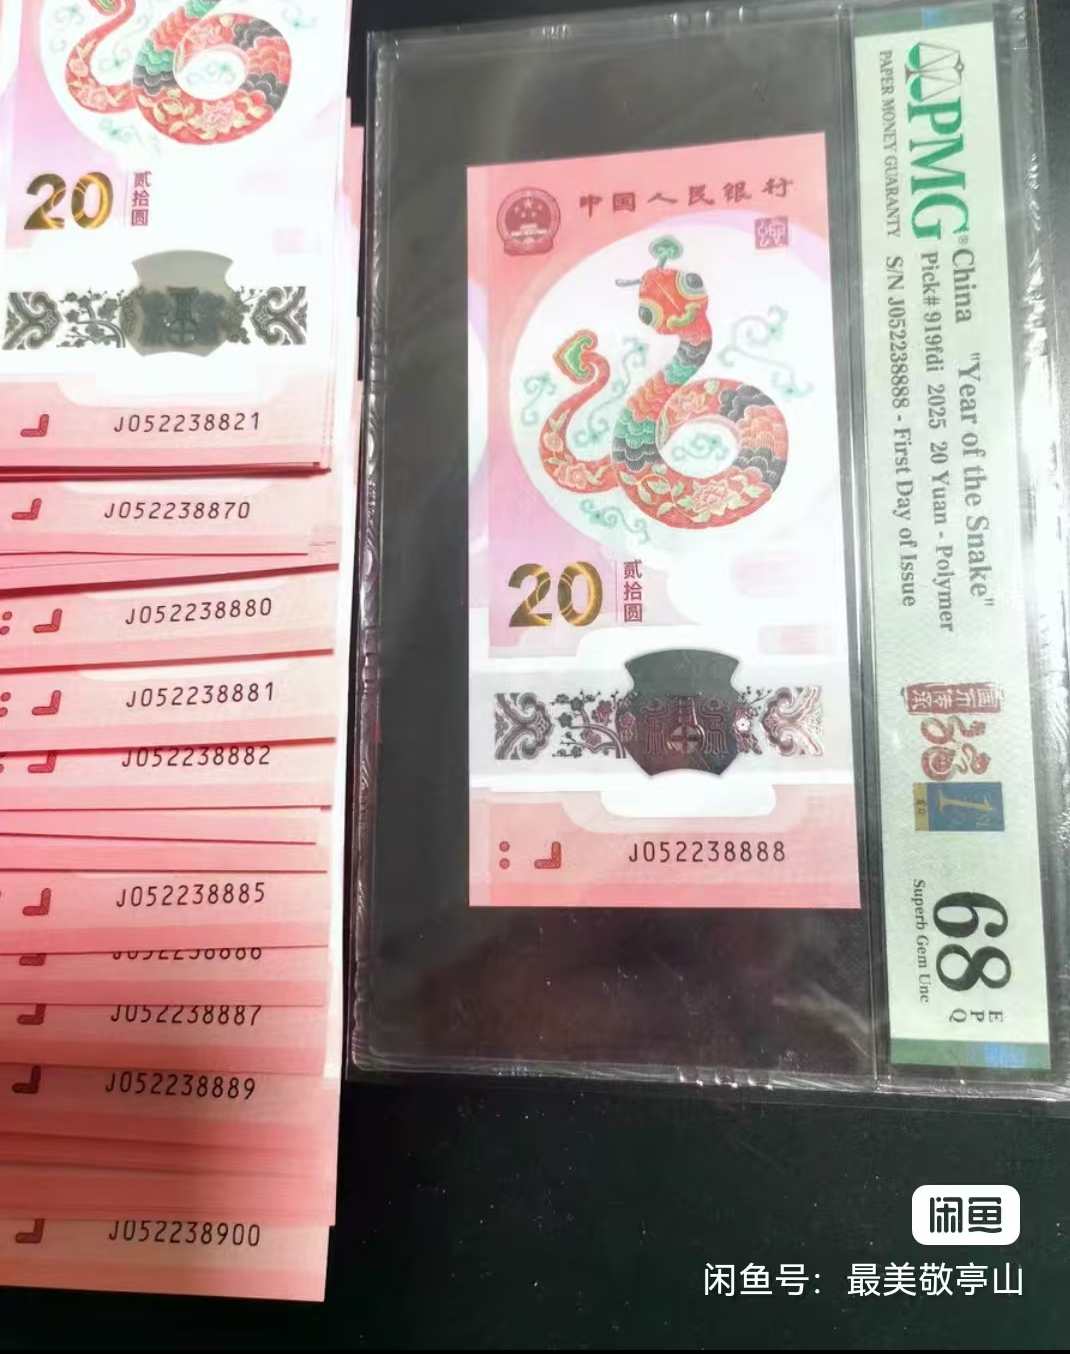 20
贰拾圆
J052238821
J052238870
J052238880
J052238881
J052238882
J052238885
J052238886
J052238887
J052238889
J052238900
中国人民银行
20
贰拾圆
J052238888
PMG
PAPER MONEY GUARANTY
China "Year of the Snake"
Pick# 919fdi 2025 20 Yuan - Polymer
S/N J052238888 - First Day of Issue
68 EPQ
Superb Gem Unc
闲鱼
闲鱼号：最美敬亭山